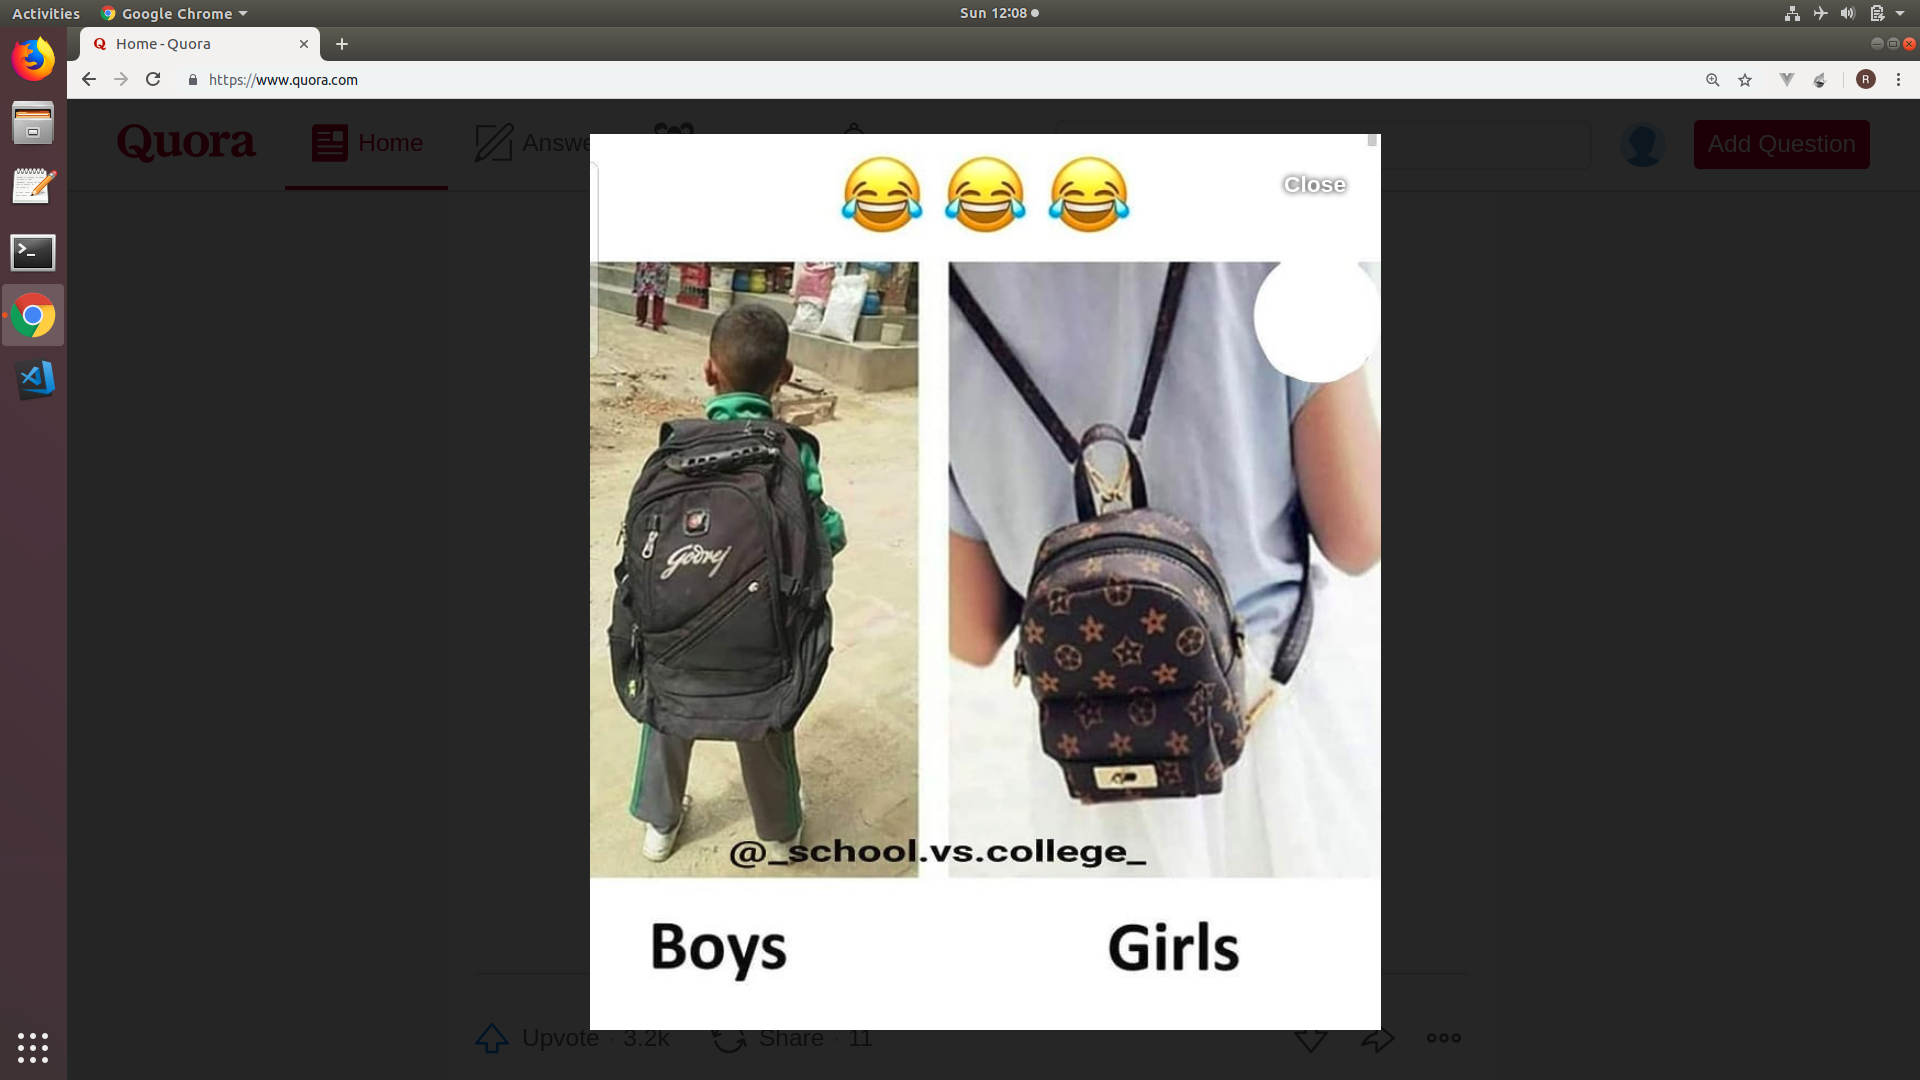 Activities
Google Chrome
Sun 12:08
Home - Quora
https://www.quora.com
R
Quora
Home
Answe
Add Question
Close
Godrej
@_school.vs.college_
Boys
Girls
Upvote · 3.2k
Share · 11